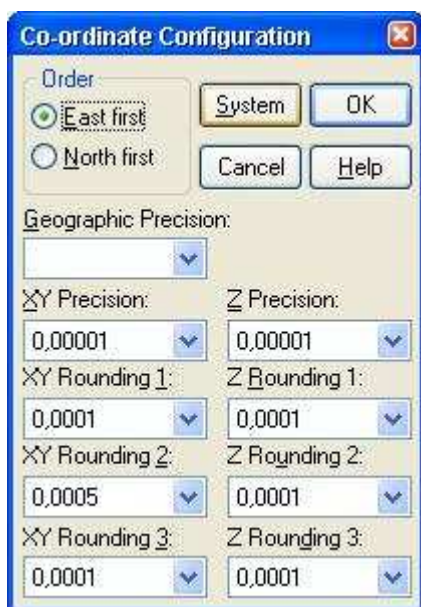 Co-ordinate Configuration
Order
East first
North first
System
OK
Cancel
Help
Geographic Precision:
XY Precision:
Z Precision:
0,00001
0,00001
XY Rounding 1:
Z Rounding 1:
0,0001
0,0001
XY Rounding 2:
Z Rounding 2:
0,0005
0,0001
XY Rounding 3:
Z Rounding 3:
0,0001
0,0001